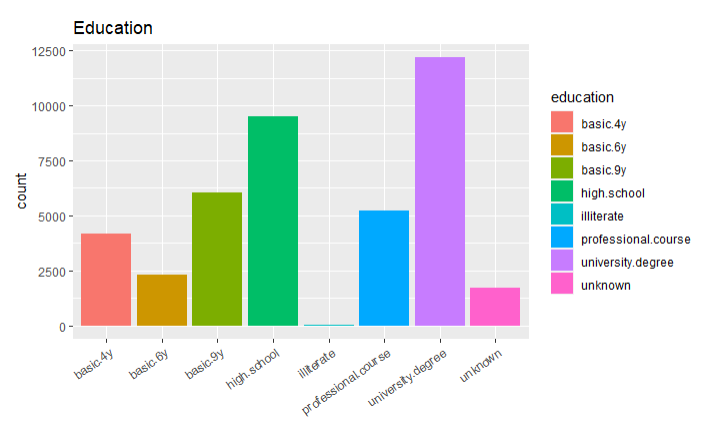 Education
12500
10000
7500
5000
2500
0
count
basic.4y
basic.6y
basic.9y
high.school
illiterate
professional.course
university.degree
unknown
education
basic.4y
basic.6y
basic.9y
high.school
illiterate
professional.course
university.degree
unknown